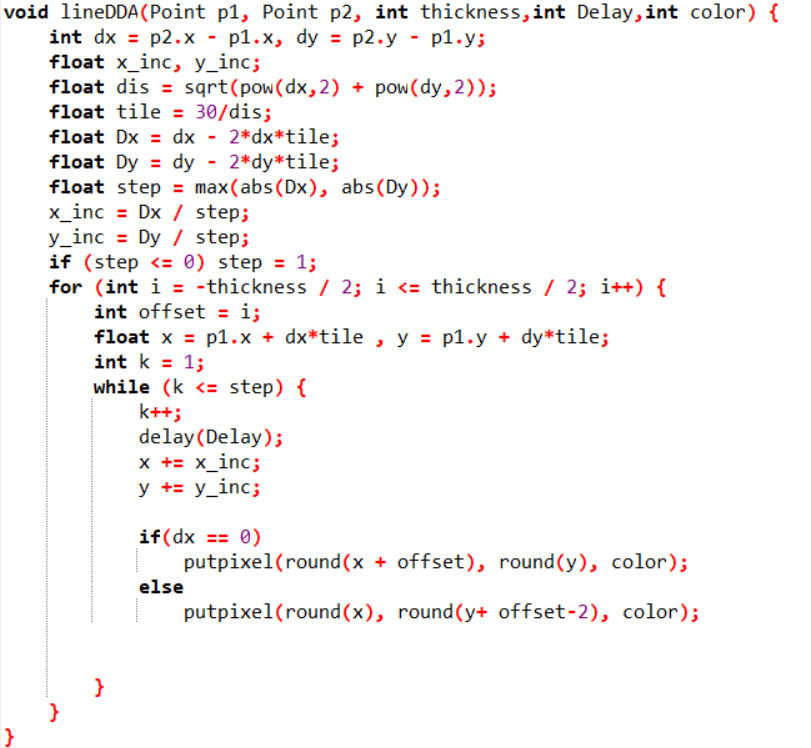 void lineDDA(Point p1, Point p2, int thickness,int Delay,int color) {
    int dx = p2.x - p1.x, dy = p2.y - p1.y;
    float x_inc, y_inc;
    float dis = sqrt(pow(dx,2) + pow(dy,2));
    float tile = 30/dis;
    float Dx = dx - 2*dx*tile;
    float Dy = dy - 2*dy*tile;
    float step = max(abs(Dx), abs(Dy));
    x_inc = Dx / step;
    y_inc = Dy / step;
    if (step <= 0) step = 1;
    for (int i = -thickness / 2; i <= thickness / 2; i++) {
        int offset = i;
        float x = p1.x + dx*tile , y = p1.y + dy*tile;
        int k = 1;
        while (k <= step) {
            k++;
            delay(Delay);
            x += x_inc;
            y += y_inc;

            if(dx == 0)
                putpixel(round(x + offset), round(y), color);
            else
                putpixel(round(x), round(y+ offset-2), color);


        }
    }
}